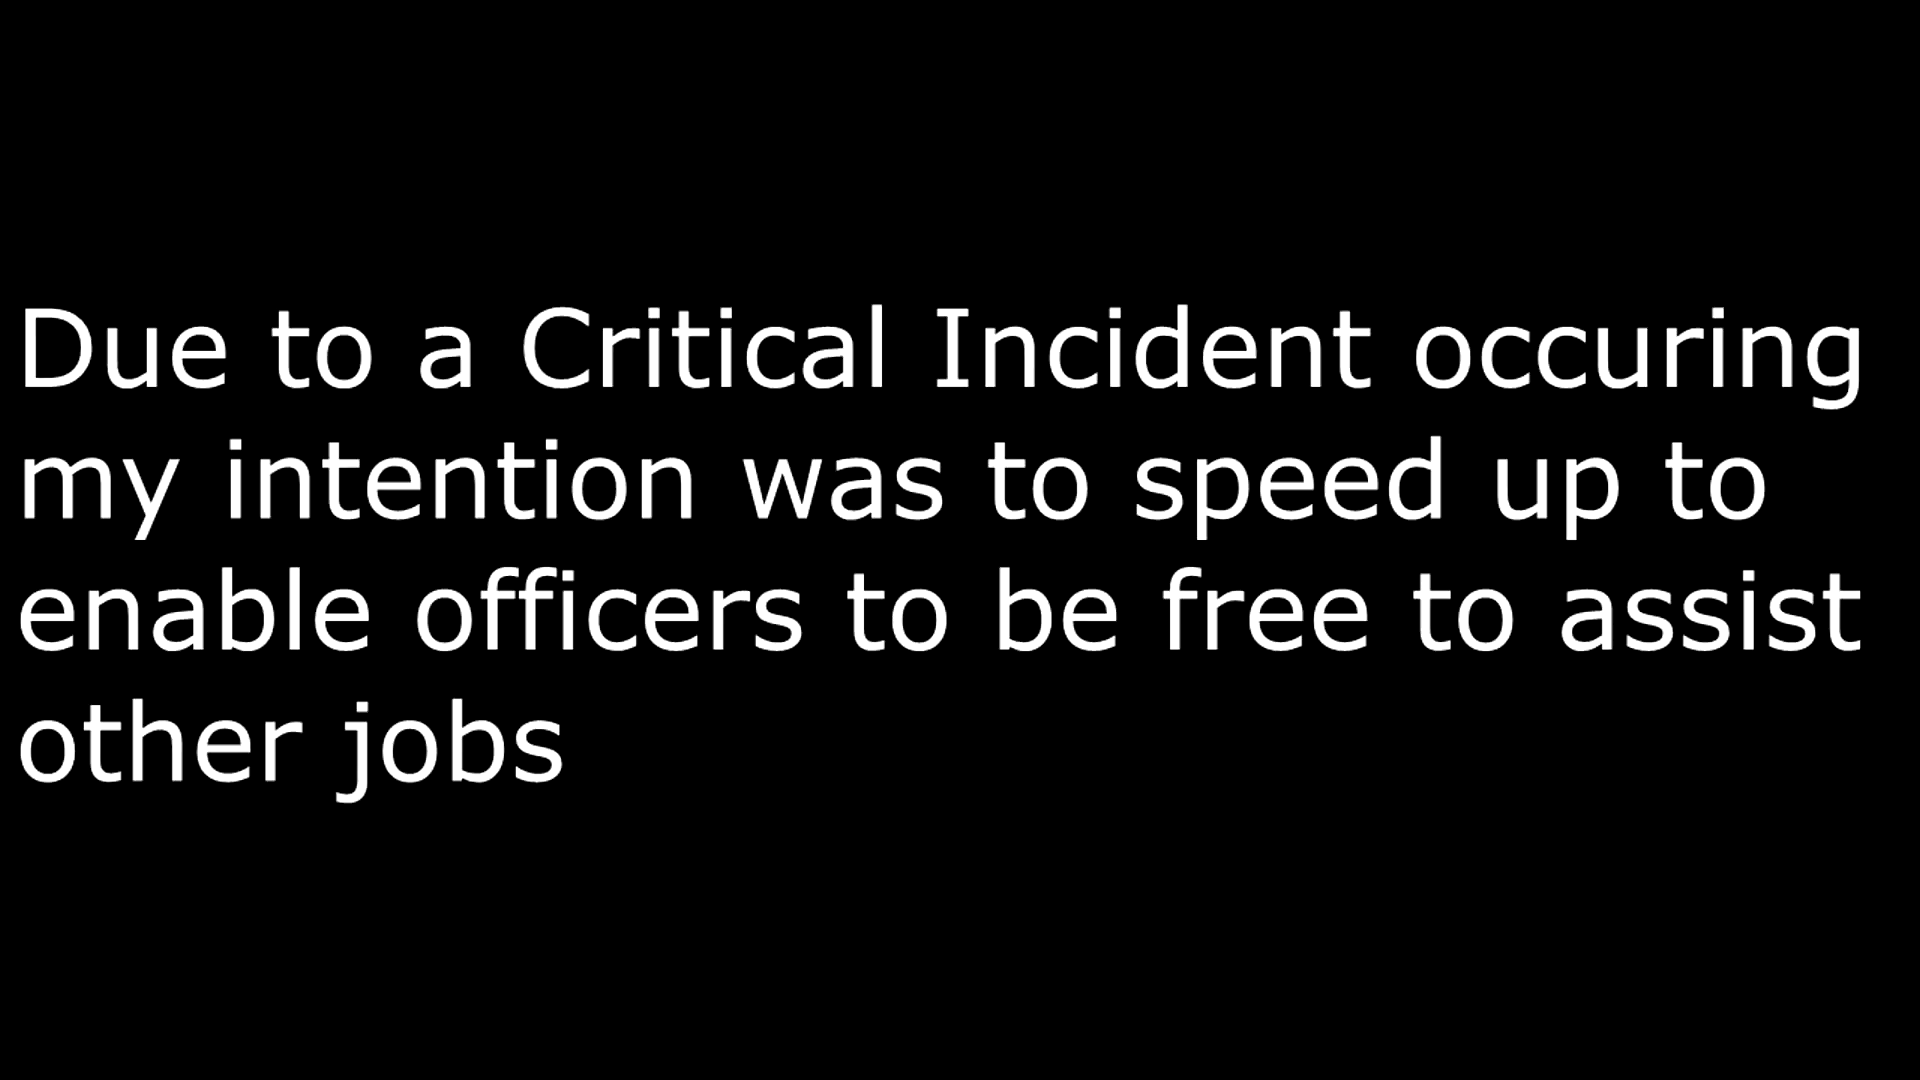 Due to a Critical Incident occuring
my intention was to speed up to
enable officers to be free to assist
other jobs